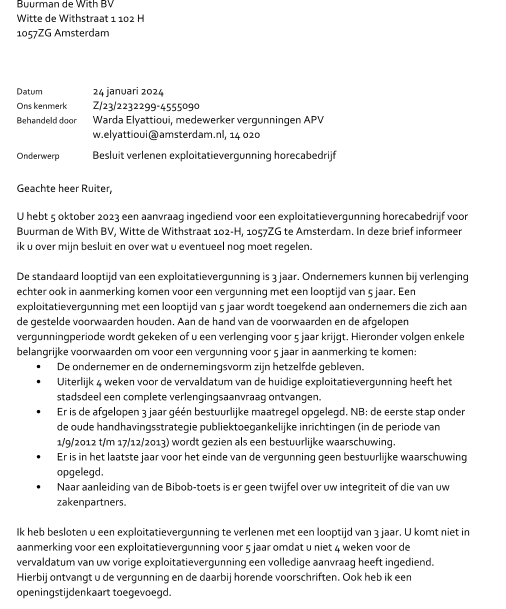 Buurman de With BV
Witte de Withstraat 1 102 H
1057ZG Amsterdam
Datum 24 januari 2024
Ons kenmerk Z/23/2232299-4555090
Behandeld door Warda Elyattioui, medewerker vergunningen APV
w.elyattioui@amsterdam.nl, 14 020
Onderwerp Besluit verlenen exploitatievergunning horecabedrijf
Geachte heer Ruiter,
U hebt 5 oktober 2023 een aanvraag ingediend voor een exploitatievergunning horecabedrijf voor
Buurman de With BV, Witte de Withstraat 102-H, 1057ZG te Amsterdam. In deze brief informeer
ik u over mijn besluit en over wat u eventueel nog moet regelen.
De standaard looptijd van een exploitatievergunning is 3 jaar. Ondernemers kunnen bij verlenging
echter ook in aanmerking komen voor een vergunning met een looptijd van 5 jaar. Een
exploitatievergunning met een looptijd van 5 jaar wordt toegekend aan ondernemers die zich aan
de gestelde voorwaarden houden. Aan de hand van de voorwaarden en de afgelopen
vergunningperiode wordt gekeken of u een verlenging voor 5 jaar krijgt. Hieronder volgen enkele
belangrijke voorwaarden om voor een vergunning voor 5 jaar in aanmerking te komen:
• De ondernemer en de ondernemingsvorm zijn hetzelfde gebleven.
• Uiterlijk 4 weken voor de vervaldatum van de huidige exploitatievergunning heeft het
stadsdeel een complete verlengingsaanvraag ontvangen.
• Er is de afgelopen 3 jaar géén bestuurlijke maatregel opgelegd. NB: de eerste stap onder
de oude handhavingsstrategie publiektoegankelijke inrichtingen (in de periode van
1/9/2012 t/m 17/12/2013) wordt gezien als een bestuurlijke waarschuwing.
• Er is in het laatste jaar voor het einde van de vergunning geen bestuurlijke waarschuwing
opgelegd.
• Naar aanleiding van de Bibob-toets is er geen twijfel over uw integriteit of die van uw
zakenpartners.
Ik heb besloten u een exploitatievergunning te verlenen met een looptijd van 3 jaar. U komt niet in
aanmerking voor een exploitatievergunning voor 5 jaar omdat u niet 4 weken voor de
vervaldatum van uw vorige exploitatievergunning een volledige aanvraag heeft ingediend.
Hierbij ontvangt u de vergunning en de daarbij horende voorschriften. Ook heb ik een
openingstijdenkaart toegevoegd.